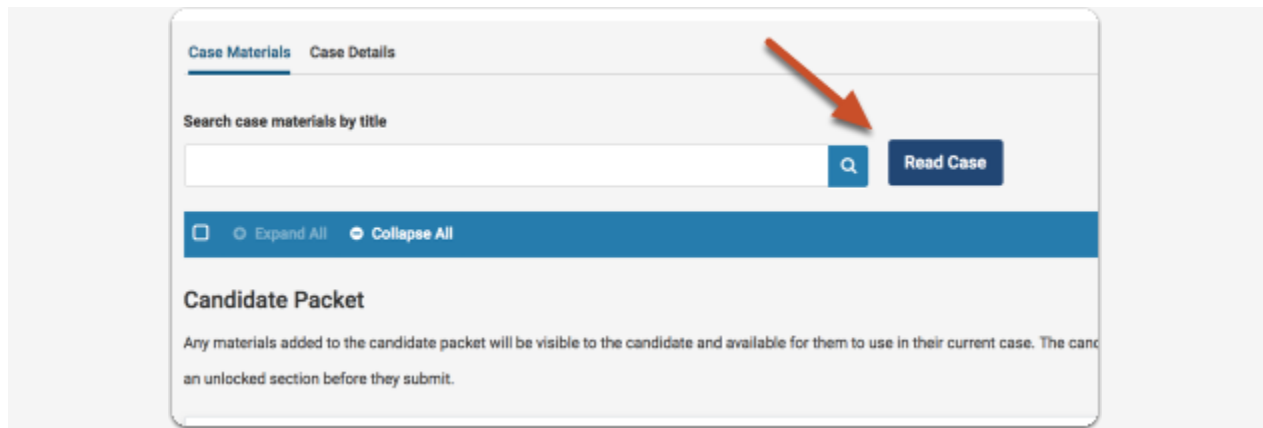 Case Materials Case Details
Search case materials by title
Read Case
Expand All Collapse All
Candidate Packet
Any materials added to the candidate packet will be visible to the candidate and available for them to use in their current case. The
an unlocked section before they submit.